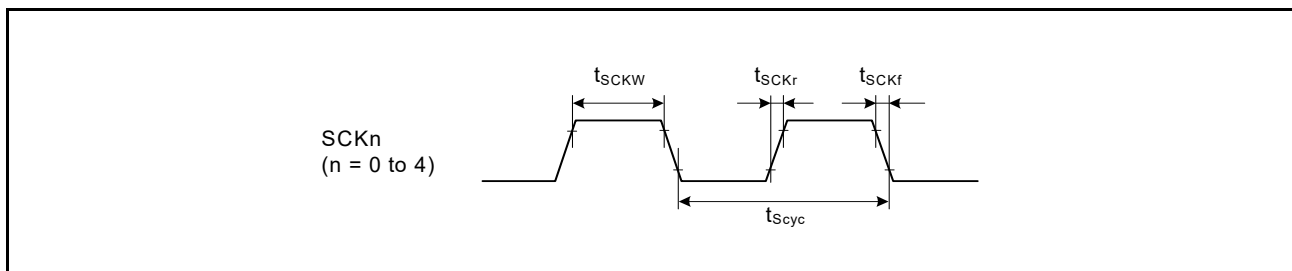 tSCKW
tSCKr
tSCKf
SCKn
(n = 0 to 4)
tScyc